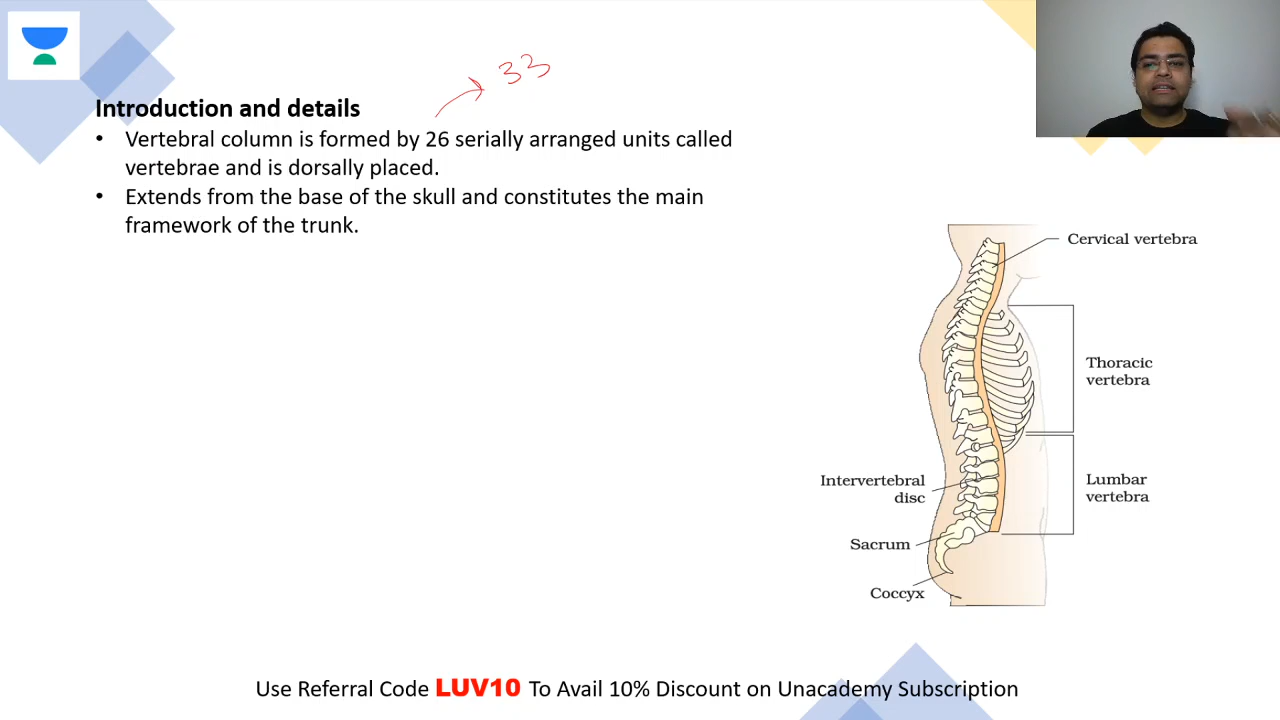 33
Introduction and details
• Vertebral column is formed by 26 serially arranged units called
vertebrae and is dorsally placed.
• Extends from the base of the skull and constitutes the main
framework of the trunk.
Cervical vertebra
Thoracic
vertebra
Intervertebral
disc
Lumbar
vertebra
Sacrum
Coccyx
Use Referral Code LUV10 To Avail 10% Discount on Unacademy Subscription